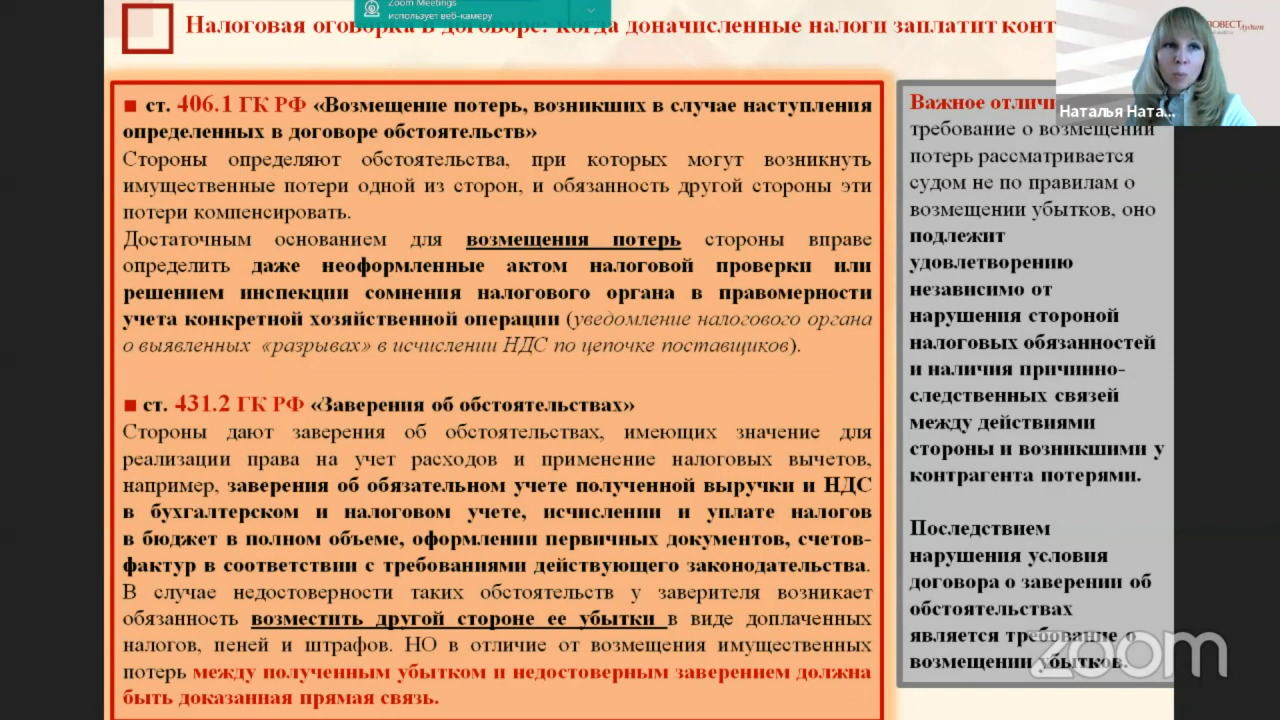 Zoom Meetings
использует веб-камеру
Налоговая оговорка в договоре: когда доначисленные налоги заплатит конт
■ ст. 406.1 ГК РФ «Возмещение потерь, возникших в случае наступления
определенных в договоре обстоятельств»
Стороны определяют обстоятельства, при которых могут возникнуть
имущественные потери одной из сторон, и обязанность другой стороны эти
потери компенсировать.
Достаточным основанием для возмещения потерь стороны вправе
определить даже неоформленные актом налоговой проверки или
решением инспекции сомнения налогового органа в правомерности
учета конкретной хозяйственной операции (уведомление налогового органа
о выявленных «разрывах» в исчислении НДС по цепочке поставщиков).
■ ст. 431.2 ГК РФ «Заверения об обстоятельствах»
Стороны дают заверения об обстоятельствах, имеющих значение для
реализации права на учет расходов и применение налоговых вычетов,
например, заверения об обязательном учете полученной выручки и НДС
в бухгалтерском и налоговом учете, исчислении и уплате налогов
в бюджет в полном объеме, оформлении первичных документов, счетов-
фактур в соответствии с требованиями действующего законодательства.
В случае недостоверности таких обстоятельств у заверителя возникает
обязанность возместить другой стороне ее убытки в виде доплаченных
налогов, пеней и штрафов. НО в отличие от возмещения имущественных
потерь между полученным убытком и недостоверным заверением должна
быть доказанная прямая связь.
Важное отличи
требование о возмещении
потерь рассматривается
судом не по правилам о
возмещении убытков, оно
подлежит
удовлетворению
независимо от
нарушения стороной
налоговых обязанностей
и наличия причинно-
следственных связей
между действиями
стороны и возникшими у
контрагента потерями.
Последствием
нарушения условия
договора о заверении об
обстоятельствах
является требование о
возмещении убытков.
Наталья Ната...
zoom